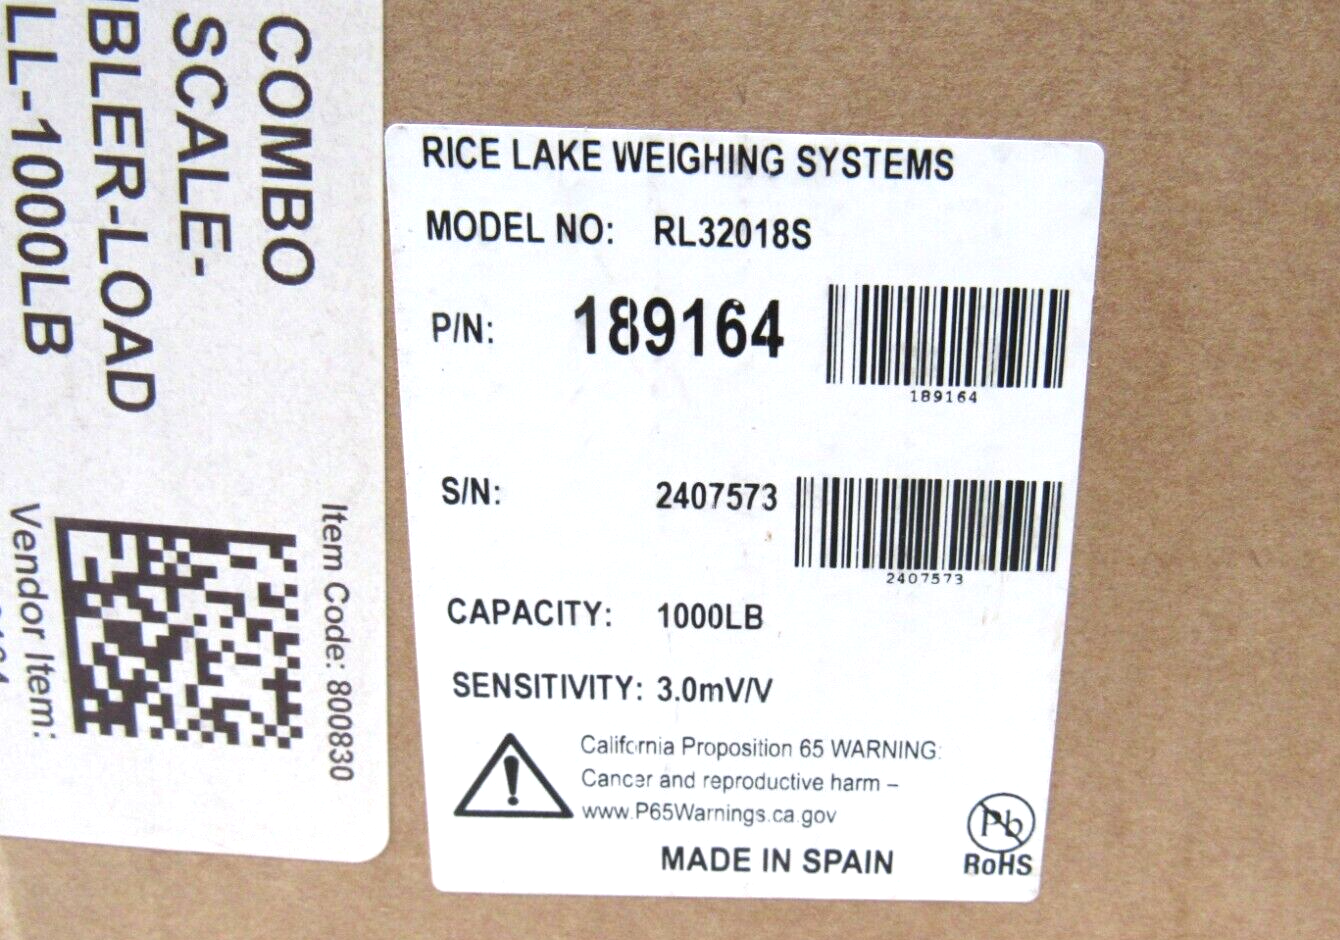 COMBO
SCALE-
BLER-LOAD
LL-1000LB
Item Code: 800830
Vendor Item:
RICE LAKE WEIGHING SYSTEMS
MODEL NO: RL32018S
P/N: 189164
189164
S/N: 2407573
2407573
CAPACITY: 1000LB
SENSITIVITY: 3.0mV/V
California Proposition 65 WARNING:
Cancer and reproductive harm –
www.P65Warnings.ca.gov
Pb
RoHS
MADE IN SPAIN